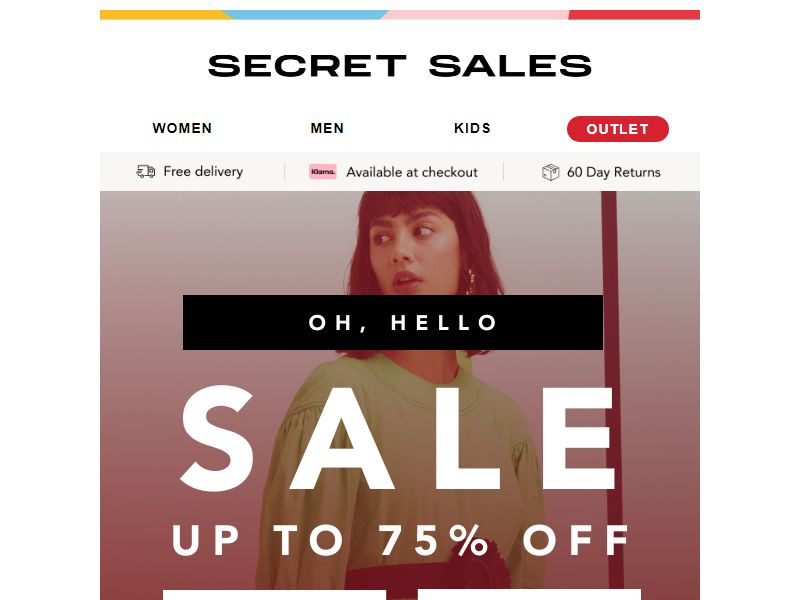 SECRET SALES
WOMEN MEN KIDS OUTLET
Free delivery Klarna. Available at checkout 60 Day Returns
OH, HELLO
SALE
UP TO 75% OFF